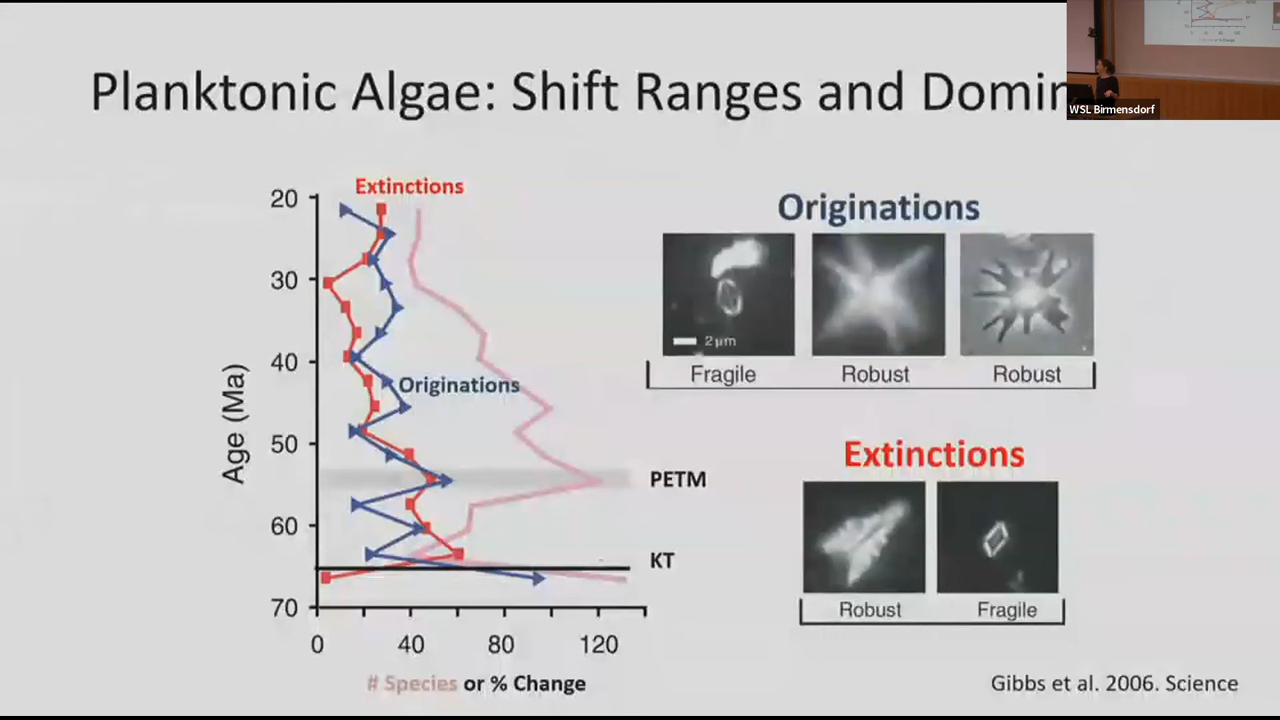 Planktonic Algae: Shift Ranges and Domin
WSL Birmensdorf
Extinctions
20
30
40
50
60
70
Age (Ma)
Originations
PETM
KT
0
40
80
120
# Species or % Change
Originations
2 μm
Fragile
Robust
Robust
Extinctions
Robust
Fragile
Gibbs et al. 2006. Science